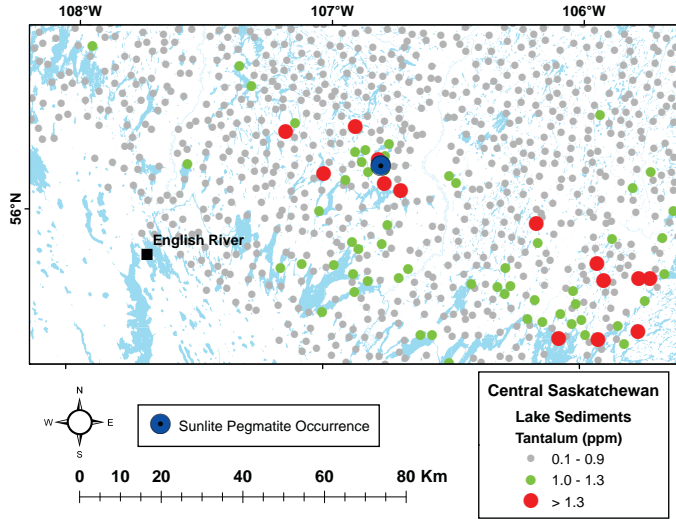 108°W 107°W 106°W
56°N
English River
N
W E
S
Sunlite Pegmatite Occurrence
0 10 20 40 60 80 Km
Central Saskatchewan
Lake Sediments
Tantalum (ppm)
0.1 - 0.9
1.0 - 1.3
> 1.3